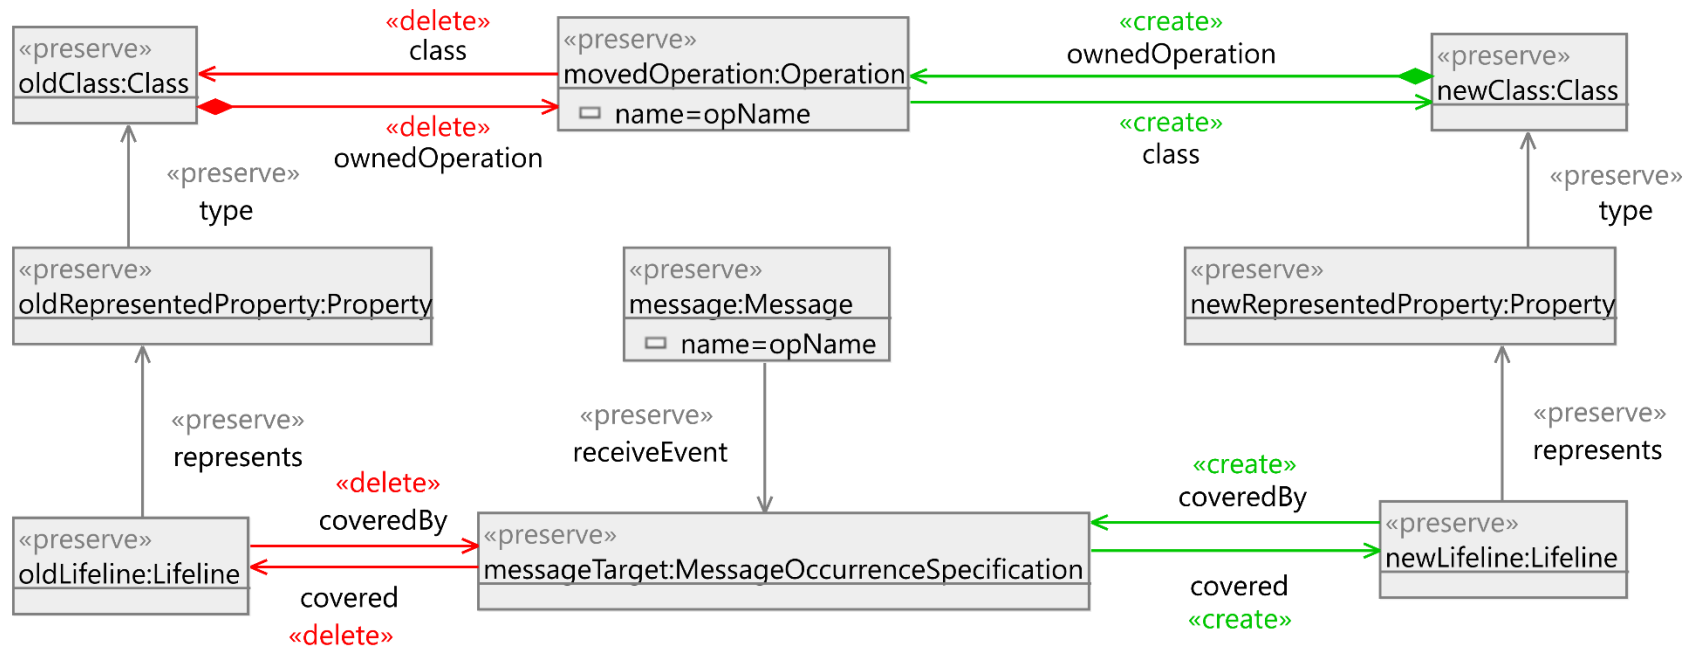 «delete»
class
«create»
ownedOperation
«preserve»
oldClass:Class
«preserve»
movedOperation:Operation
name=opName
«preserve»
newClass:Class
«delete»
ownedOperation
«create»
class
«preserve»
type
«preserve»
type
«preserve»
oldRepresentedProperty:Property
«preserve»
message:Message
name=opName
«preserve»
newRepresentedProperty:Property
«preserve»
represents
«preserve»
receiveEvent
«preserve»
represents
«delete»
coveredBy
«create»
coveredBy
«preserve»
oldLifeline:Lifeline
«preserve»
messageTarget:MessageOccurrenceSpecification
«preserve»
newLifeline:Lifeline
covered
«delete»
covered
«create»